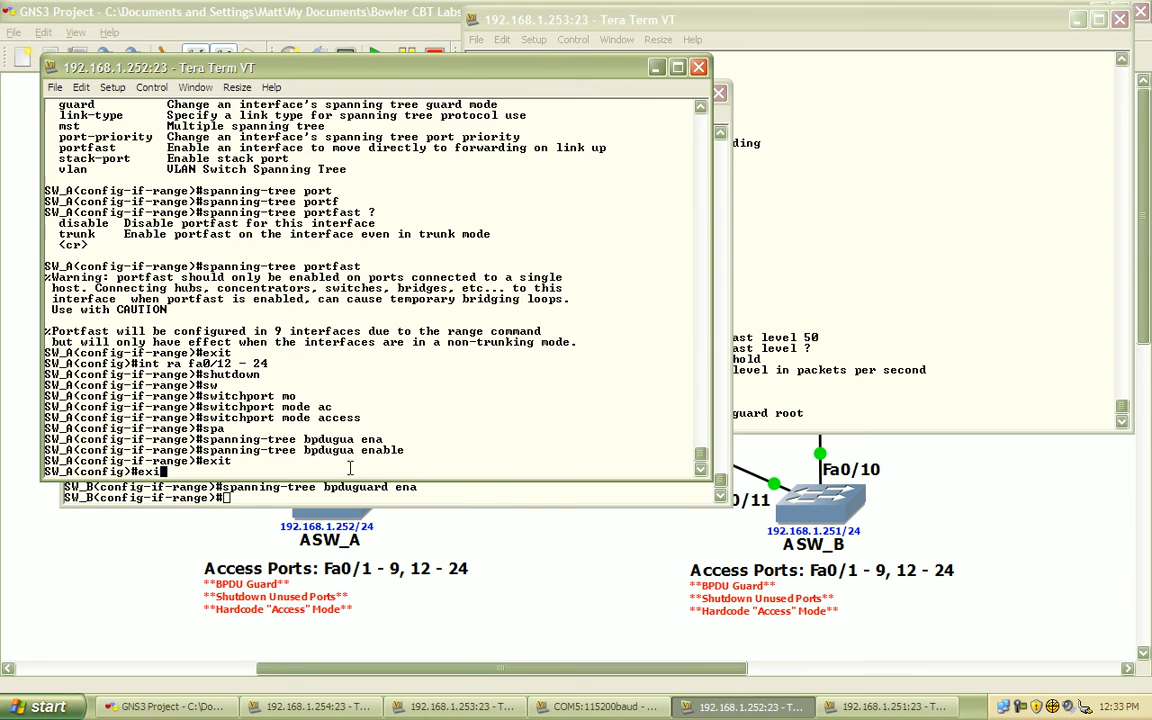 GNS3 Project - C:\Documents and Settings\Matt\My Documents\Bowler CBT Labs
File Edit View Help
192.168.1.253:23 - Tera Term VT
File Edit Setup Control Window Resize Help
192.168.1.252:23 - Tera Term VT
File Edit Setup Control Window Resize Help
guard Change an interface's spanning tree guard mode
link-type Specify a link type for spanning tree protocol use
mst Multiple spanning tree
port-priority Change an interface's spanning tree port priority
portfast Enable an interface to move directly to forwarding on link up
stack-port Enable stack port
vlan VLAN Switch Spanning Tree
SW_A(config-if-range)#spanning-tree port
SW_A(config-if-range)#spanning-tree portf
SW_A(config-if-range)#spanning-tree portfast ?
disable Disable portfast for this interface
trunk Enable portfast on the interface even in trunk mode
<cr>
SW_A(config-if-range)#spanning-tree portfast
%Warning: portfast should only be enabled on ports connected to a single
host. Connecting hubs, concentrators, switches, bridges, etc... to this
interface when portfast is enabled, can cause temporary bridging loops.
Use with CAUTION
%Portfast will be configured in 9 interfaces due to the range command
but will only have effect when the interfaces are in a non-trunking mode.
SW_A(config-if-range)#exit
SW_A(config)#int ra fa0/12 - 24
SW_A(config-if-range)#shutdown
SW_A(config-if-range)#sw
SW_A(config-if-range)#switchport mo
SW_A(config-if-range)#switchport mode ac
SW_A(config-if-range)#switchport mode access
SW_A(config-if-range)#spa
SW_A(config-if-range)#spanning-tree bpdugua ena
SW_A(config-if-range)#spanning-tree bpdugua enable
SW_A(config-if-range)#exit
SW_A(config)#exi
SW_B(config-if-range)#spanning-tree bpduguard ena
SW_B(config-if-range)#
ding
ast level 50
ast level ?
hold
level in packets per second
guard root
Fa0/10
0/11
192.168.1.252/24
ASW_A
Access Ports: Fa0/1 - 9, 12 - 24
**BPDU Guard**
**Shutdown Unused Ports**
**Hardcode "Access" Mode**
192.168.1.251/24
ASW_B
Access Ports: Fa0/1 - 9, 12 - 24
**BPDU Guard**
**Shutdown Unused Ports**
**Hardcode "Access" Mode**
start GNS3 Project - C:\Do... 192.168.1.254:23 - T... 192.168.1.253:23 - T... COM5:115200baud - ... 192.168.1.252:23 - T... 192.168.1.251:23 - T... 12:33 PM